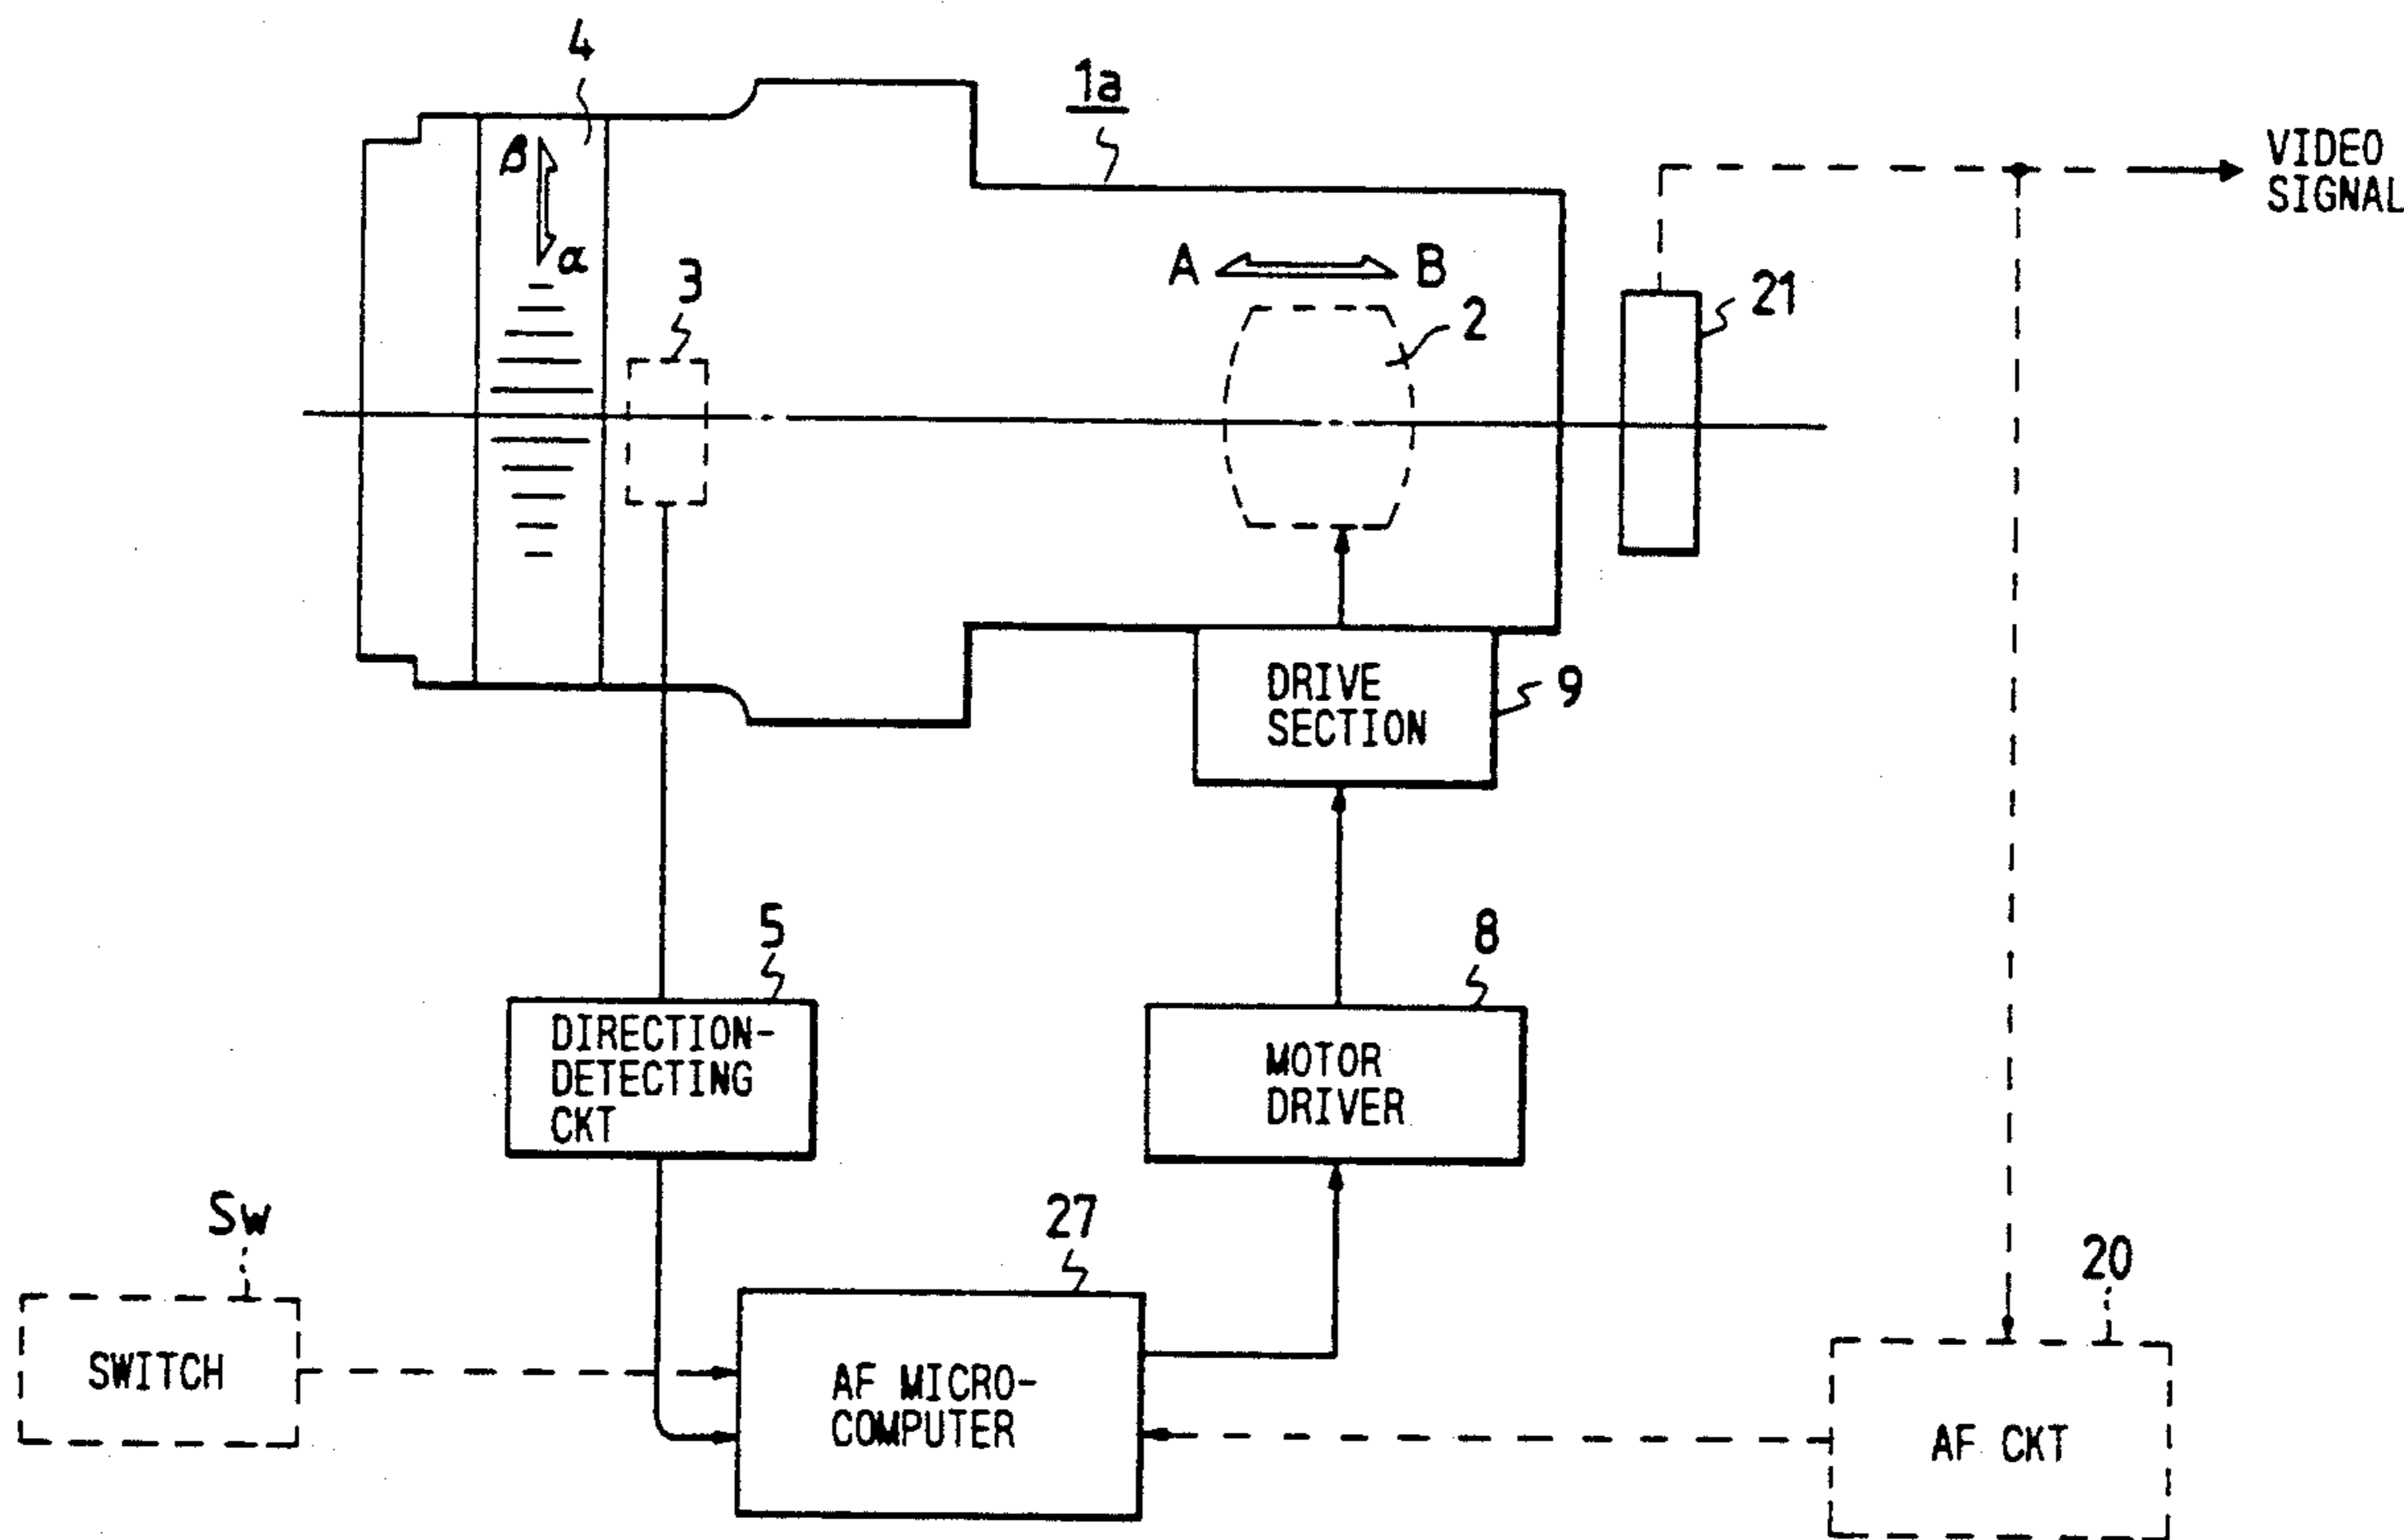 4
1a
β
α
3
A
B
2
21
VIDEO
SIGNAL
DRIVE
SECTION
9
5
DIRECTION-
DETECTING
CKT
8
MOTOR
DRIVER
Sw
SWITCH
27
AF MICRO-
COMPUTER
20
AF CKT